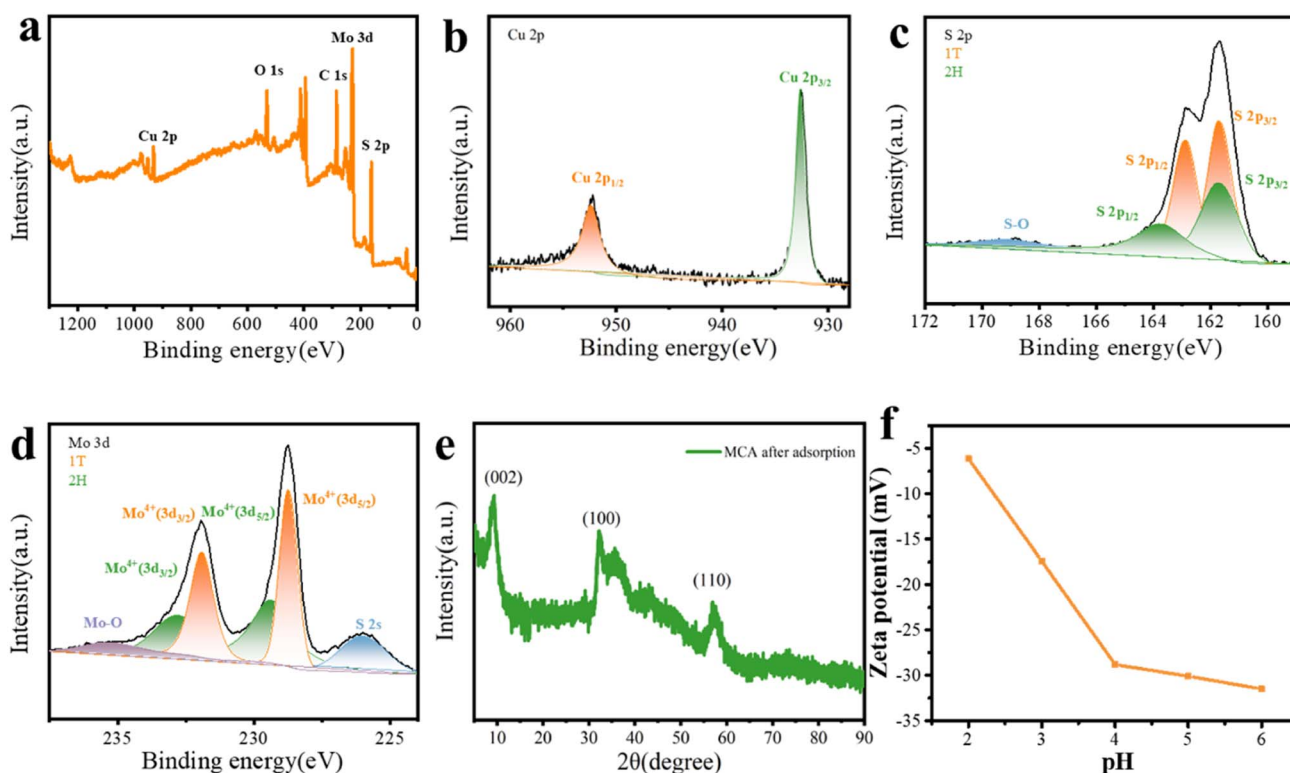 a
Mo 3d
O 1s
C 1s
Cu 2p
S 2p
Intensity(a.u.)
1200 1000 800 600 400 200 0
Binding energy(eV)
b
Cu 2p
Cu 2p3/2
Cu 2p1/2
Intensity(a.u.)
960 950 940 930
Binding energy(eV)
c
S 2p
1T
2H
S 2p3/2
S 2p1/2
S 2p3/2
S 2p1/2
S-O
Intensity(a.u.)
172 170 168 166 164 162 160
Binding energy(eV)
d
Mo 3d
1T
2H
Mo4+(3d5/2)
Mo4+(3d3/2)
Mo4+(3d5/2)
Mo4+(3d3/2)
Mo-O
S 2s
Intensity(a.u.)
235 230 225
Binding energy(eV)
e
MCA after adsorption
(002)
(100)
(110)
Intensity(a.u.)
10 20 30 40 50 60 70 80 90
2θ(degree)
f
-5
-10
-15
-20
-25
-30
-35
Zeta potential (mV)
2 3 4 5 6
pH